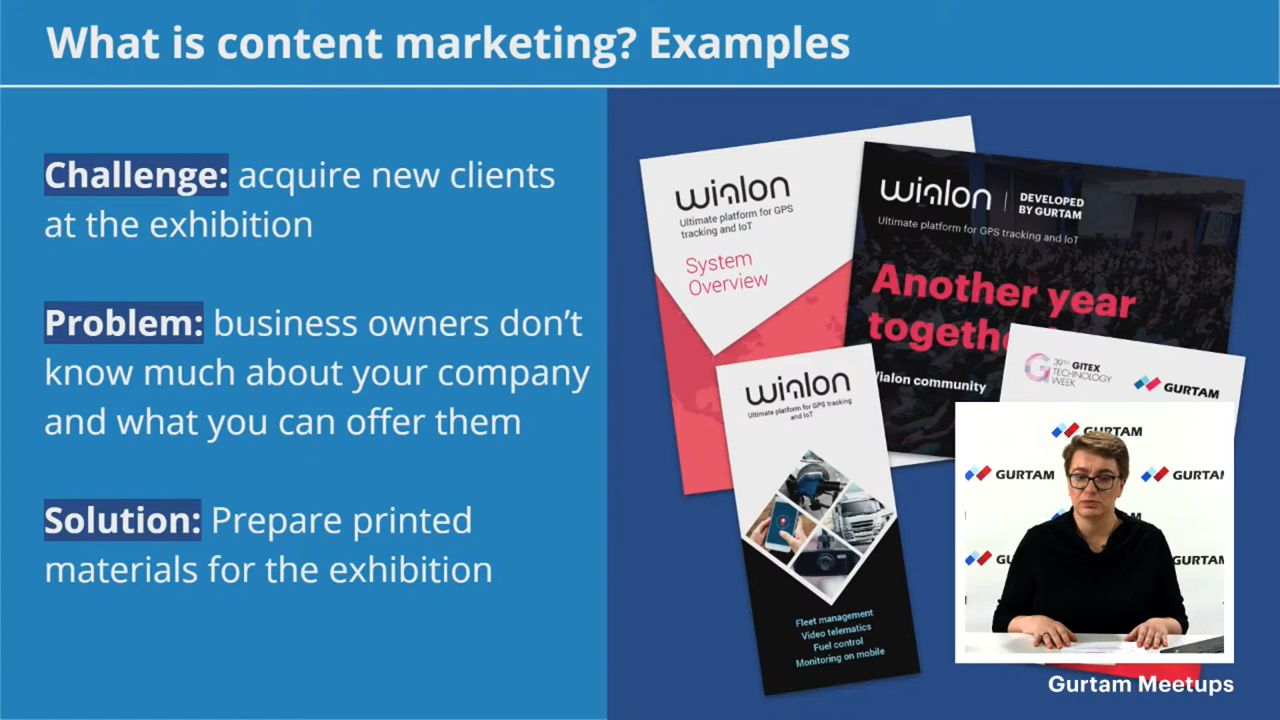 What is content marketing? Examples
Challenge: acquire new clients
at the exhibition
Problem: business owners don't
know much about your company
and what you can offer them
Solution: Prepare printed
materials for the exhibition
wialon
Ultimate platform for GPS
tracking and IoT
System
Overview
wialon
DEVELOPED
BY GURTAM
Ultimate platform for GPS tracking and IoT
Another year
Wialon community
39TH GITEX
TECHNOLOGY
WEEK
GURTAM
wialon
Ultimate platform for GPS tracking
and IoT
Fleet management
Video telematics
Fuel control
Monitoring on mobile
GURTAM
GURTAM
GURTAM
GURTAM
Gurtam Meetups